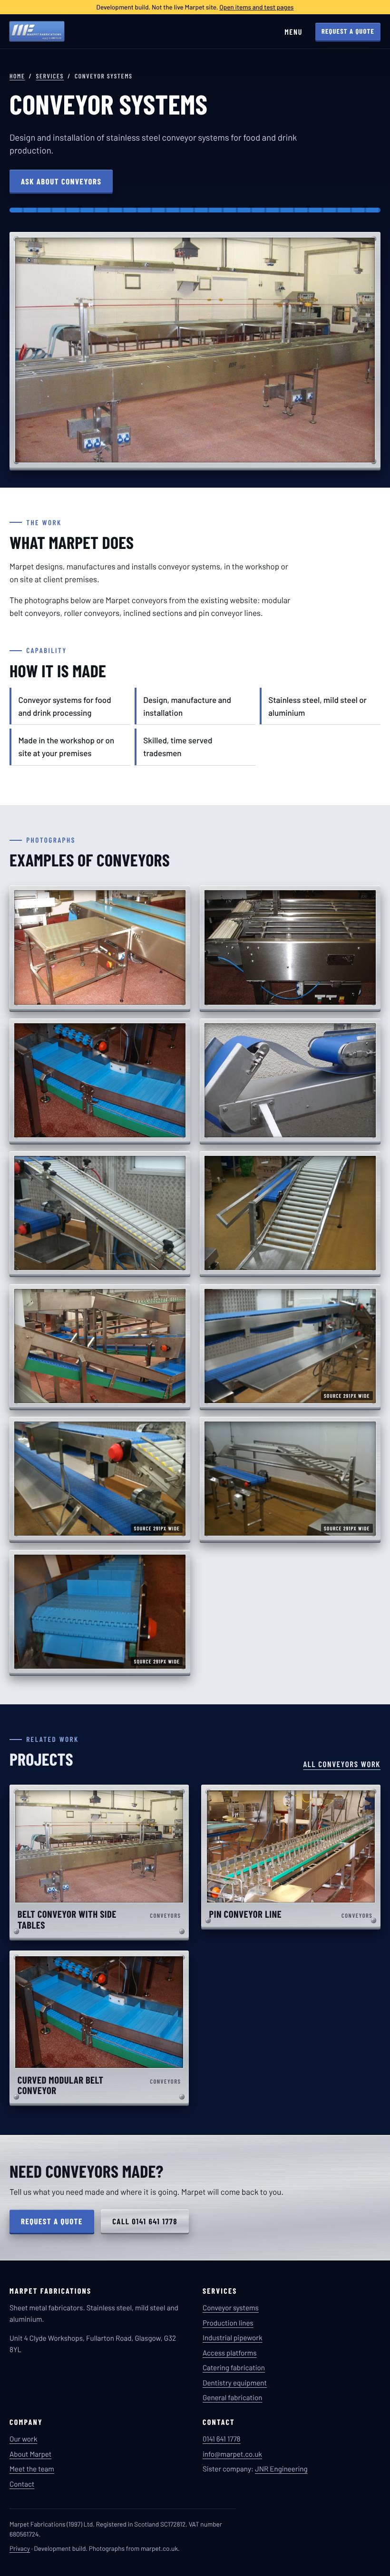 Development build. Not the live Marpet site. Open items and test pages
MENU
REQUEST A QUOTE
HOME / SERVICES / CONVEYOR SYSTEMS
CONVEYOR SYSTEMS
Design and installation of stainless steel conveyor systems for food and drink
production.
ASK ABOUT CONVEYORS
THE WORK
WHAT MARPET DOES
Marpet designs, manufactures and installs conveyor systems, in the workshop or
on site at client premises.
The photographs below are Marpet conveyors from the existing website: modular
belt conveyors, roller conveyors, inclined sections and pin conveyor lines.
CAPABILITY
HOW IT IS MADE
Conveyor systems for food
and drink processing
Design, manufacture and
installation
Stainless steel, mild steel or
aluminium
Made in the workshop or on
site at your premises
Skilled, time served
tradesmen
PHOTOGRAPHS
EXAMPLES OF CONVEYORS
SOURCE 291PX WIDE
SOURCE 291PX WIDE
SOURCE 291PX WIDE
SOURCE 291PX WIDE
RELATED WORK
PROJECTS
ALL CONVEYORS WORK
BELT CONVEYOR WITH SIDE
TABLES
CONVEYORS
PIN CONVEYOR LINE
CONVEYORS
CURVED MODULAR BELT
CONVEYOR
CONVEYORS
NEED CONVEYORS MADE?
Tell us what you need made and where it is going. Marpet will come back to you.
REQUEST A QUOTE
CALL 0141 641 1778
MARPET FABRICATIONS
Sheet metal fabricators. Stainless steel, mild steel and
aluminium.
Unit 4 Clyde Workshops, Fullarton Road, Glasgow, G32
8YL
SERVICES
Conveyor systems
Production lines
Industrial pipework
Access platforms
Catering fabrication
Dentistry equipment
General fabrication
COMPANY
Our work
About Marpet
Meet the team
Contact
CONTACT
0141 641 1778
info@marpet.co.uk
Sister company: JNR Engineering
Marpet Fabrications (1997) Ltd. Registered in Scotland SC172812. VAT number
680561724.
Privacy · Development build. Photographs from marpet.co.uk.